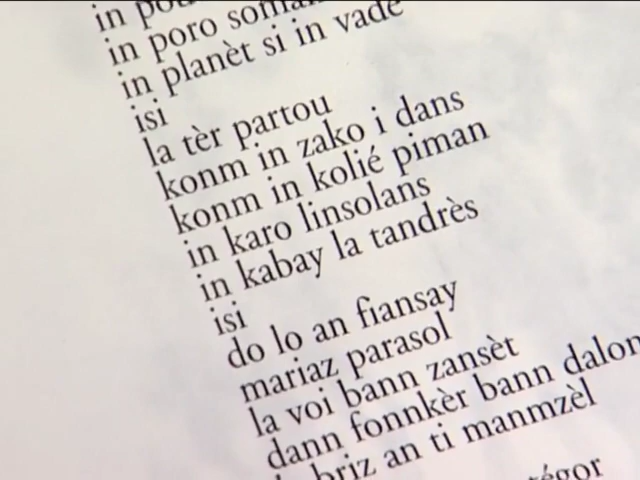 in
in poro
in planèt si in vade
isi
la tèr partou
konm in zako i dans
konm in kolié piman
in karo linsolans
in kabay la tandrès
isi
do lo an fiansay
mariaz parasol
la voi bann zansèt
dann fonnkèr bann dalon
briz an ti manmzèl